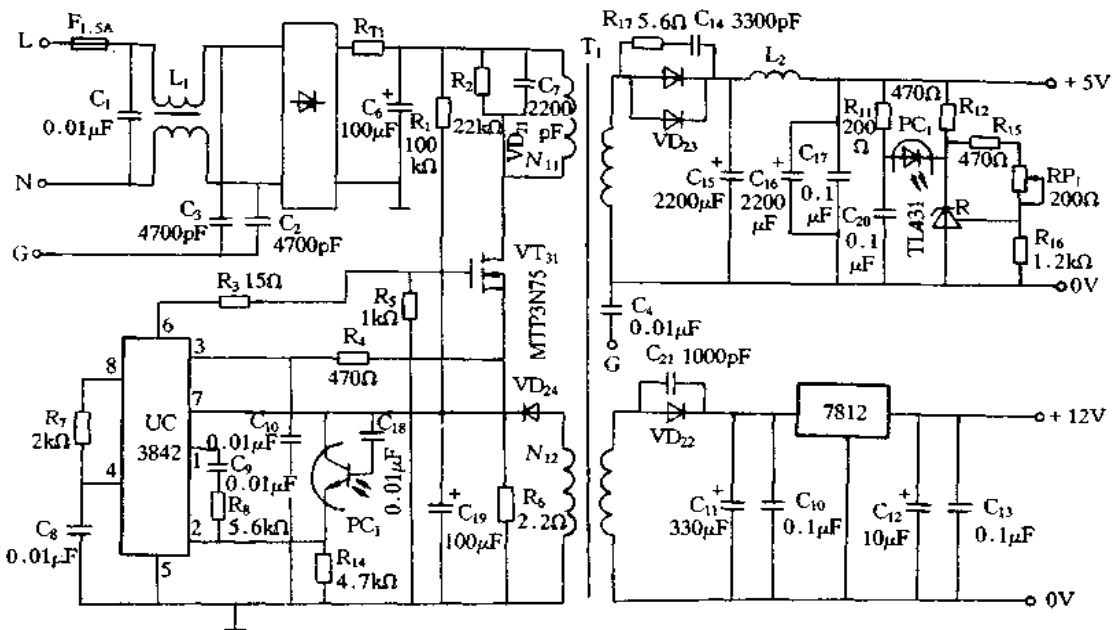 L
F1.5A
C1
0.01μF
L1
N
G
C3
4700pF
C2
4700pF
RT1
C6
100μF
R1
100
kΩ
R2
22kΩ
VD21
C7
2200
pF
N11
T1
R17 5.6Ω
C14 3300pF
VD23
L2
C15
2200μF
C16
2200
μF
C17
0.1
μF
R11
200
Ω
470Ω
R12
PC1
R15
470Ω
RP1
200Ω
C20
0.1
μF
TL431
R
R16
1.2kΩ
+5V
0V
R3 15Ω
R5
1kΩ
VT31
MTP3N75
R4
470Ω
6
8
3
7
UC
3842
1
4
2
5
R7
2kΩ
C8
0.01μF
C10
0.01μF
C9
0.01μF
R8
5.6kΩ
PC1
C18
0.01μF
R14
4.7kΩ
C19
100μF
VD24
N12
R6
2.2Ω
C4
0.01μF
G
C21 1000pF
VD22
7812
+12V
C11
330μF
C10
0.1μF
C12
10μF
C13
0.1μF
0V